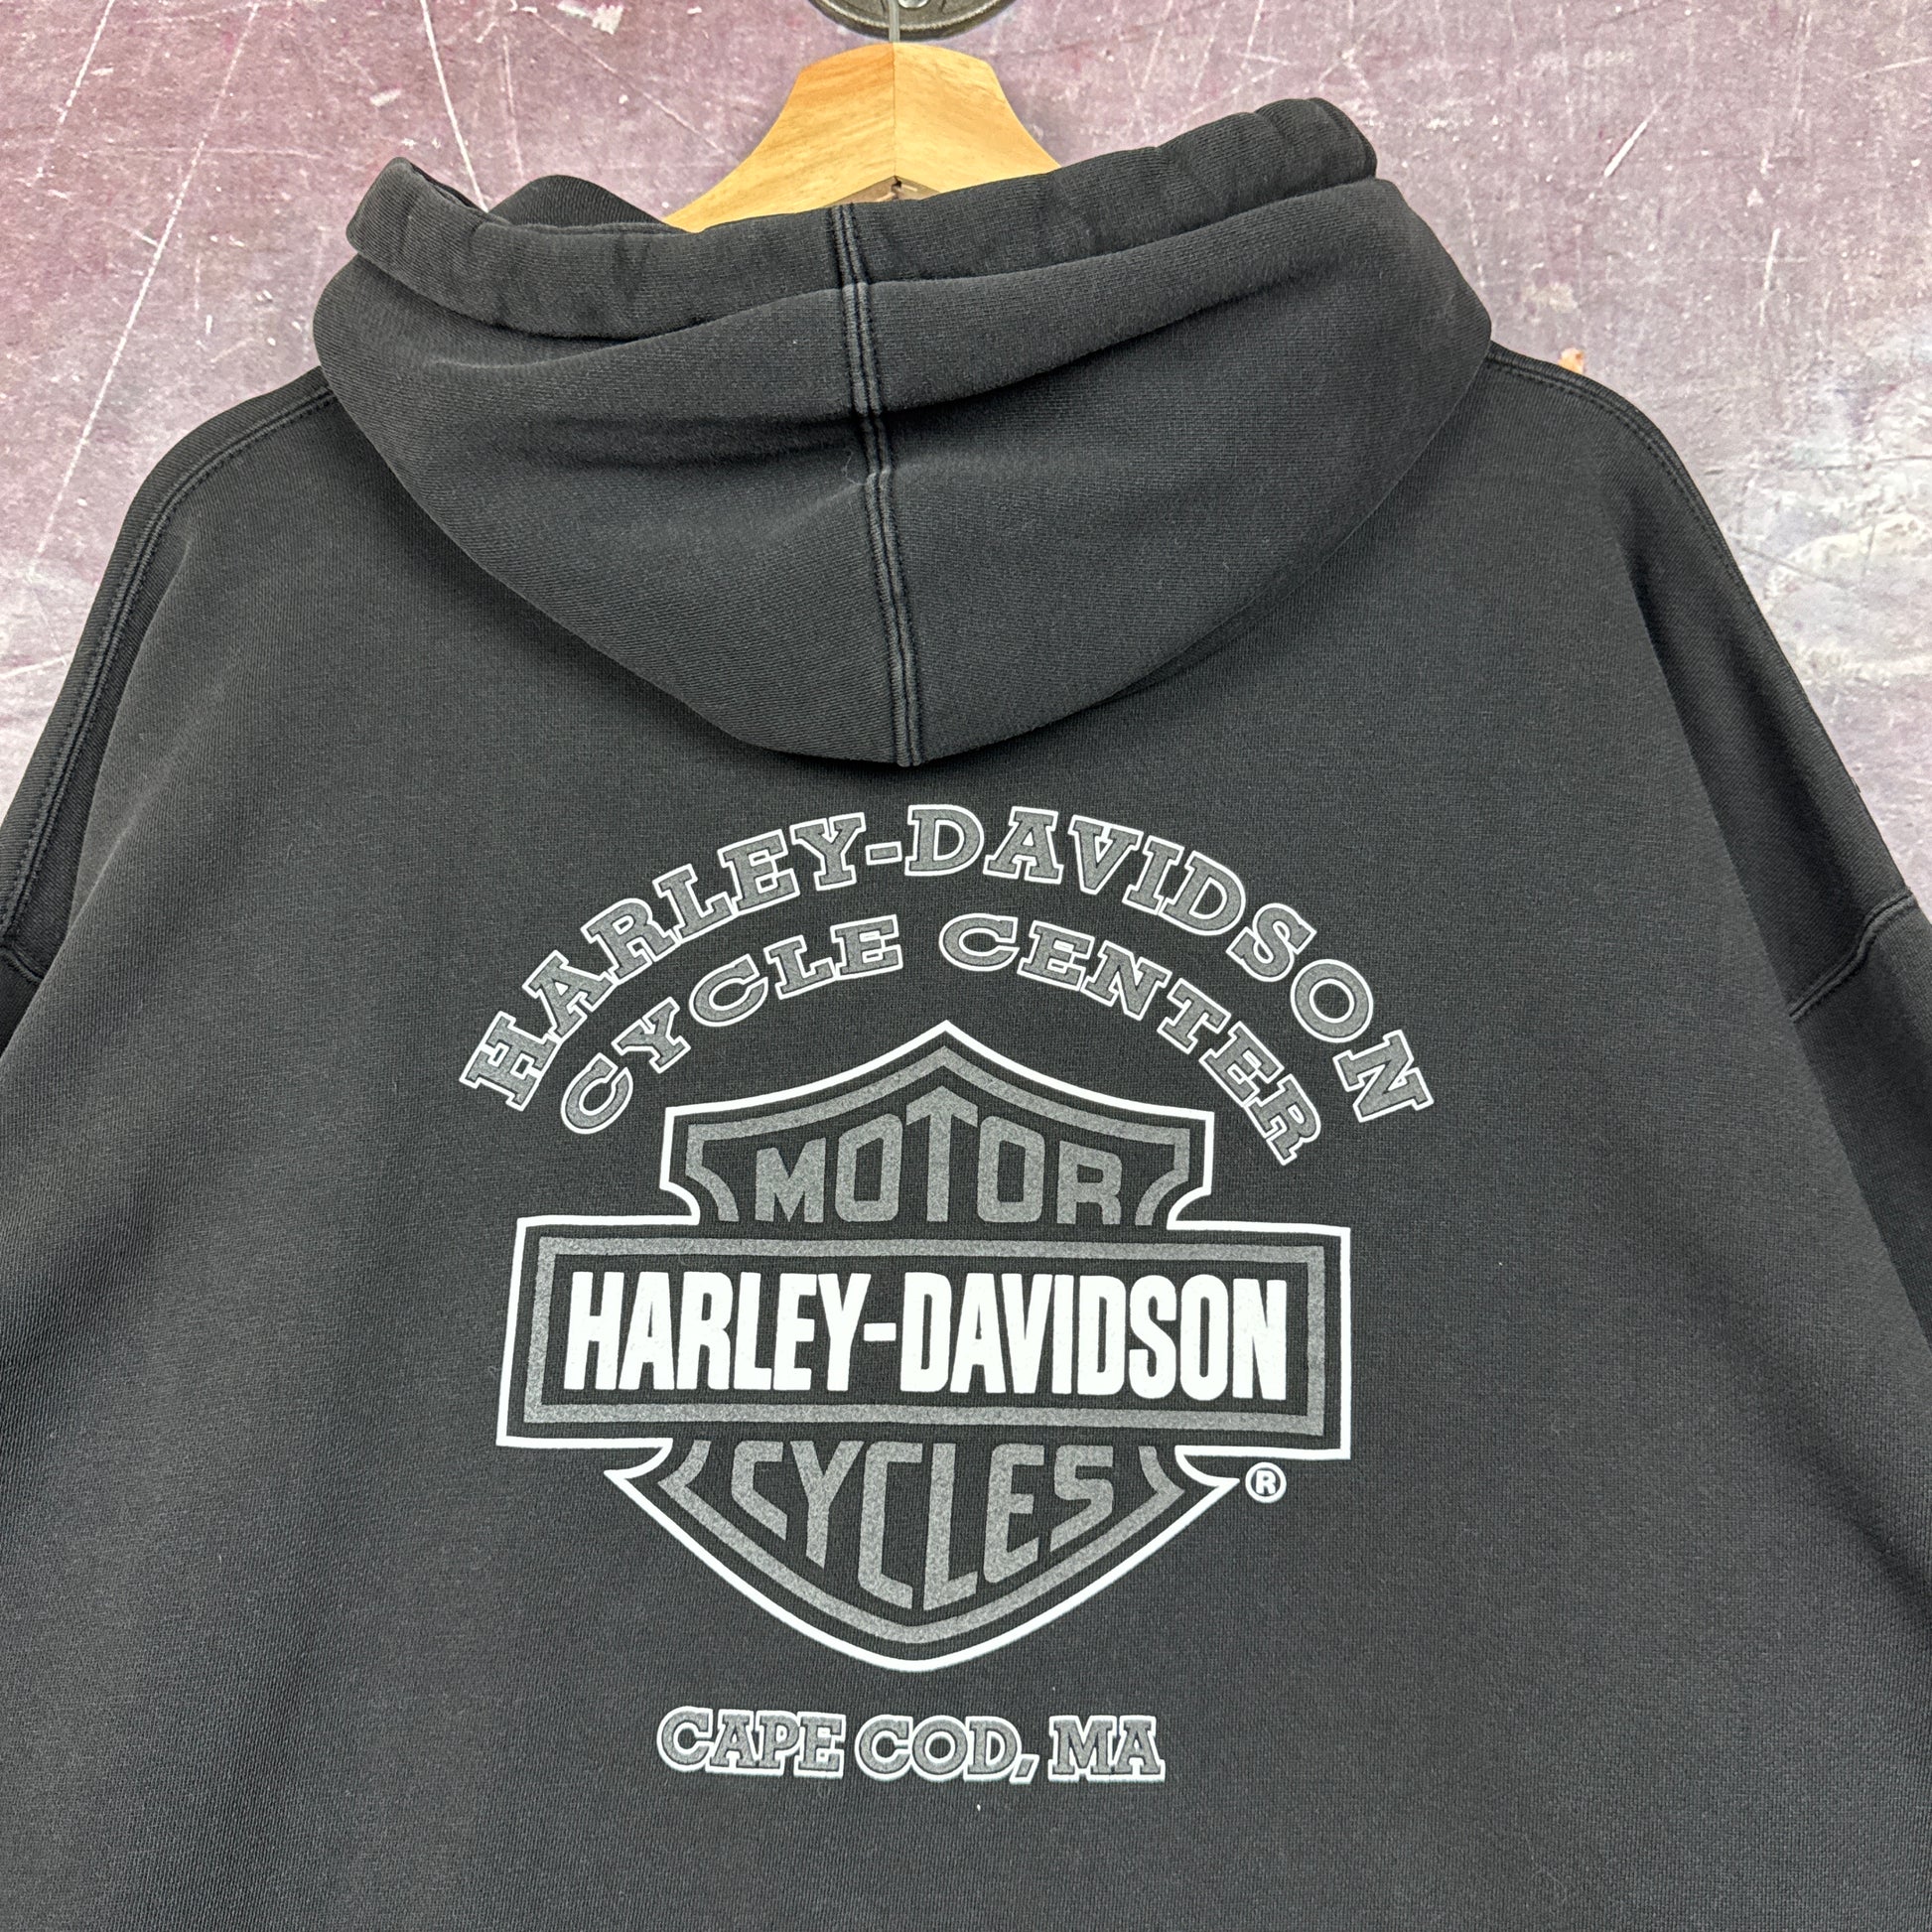 HARLEY-DAVIDSON
CYCLE CENTER
MOTOR
HARLEY-DAVIDSON
CYCLES
®
CAPE COD, MA